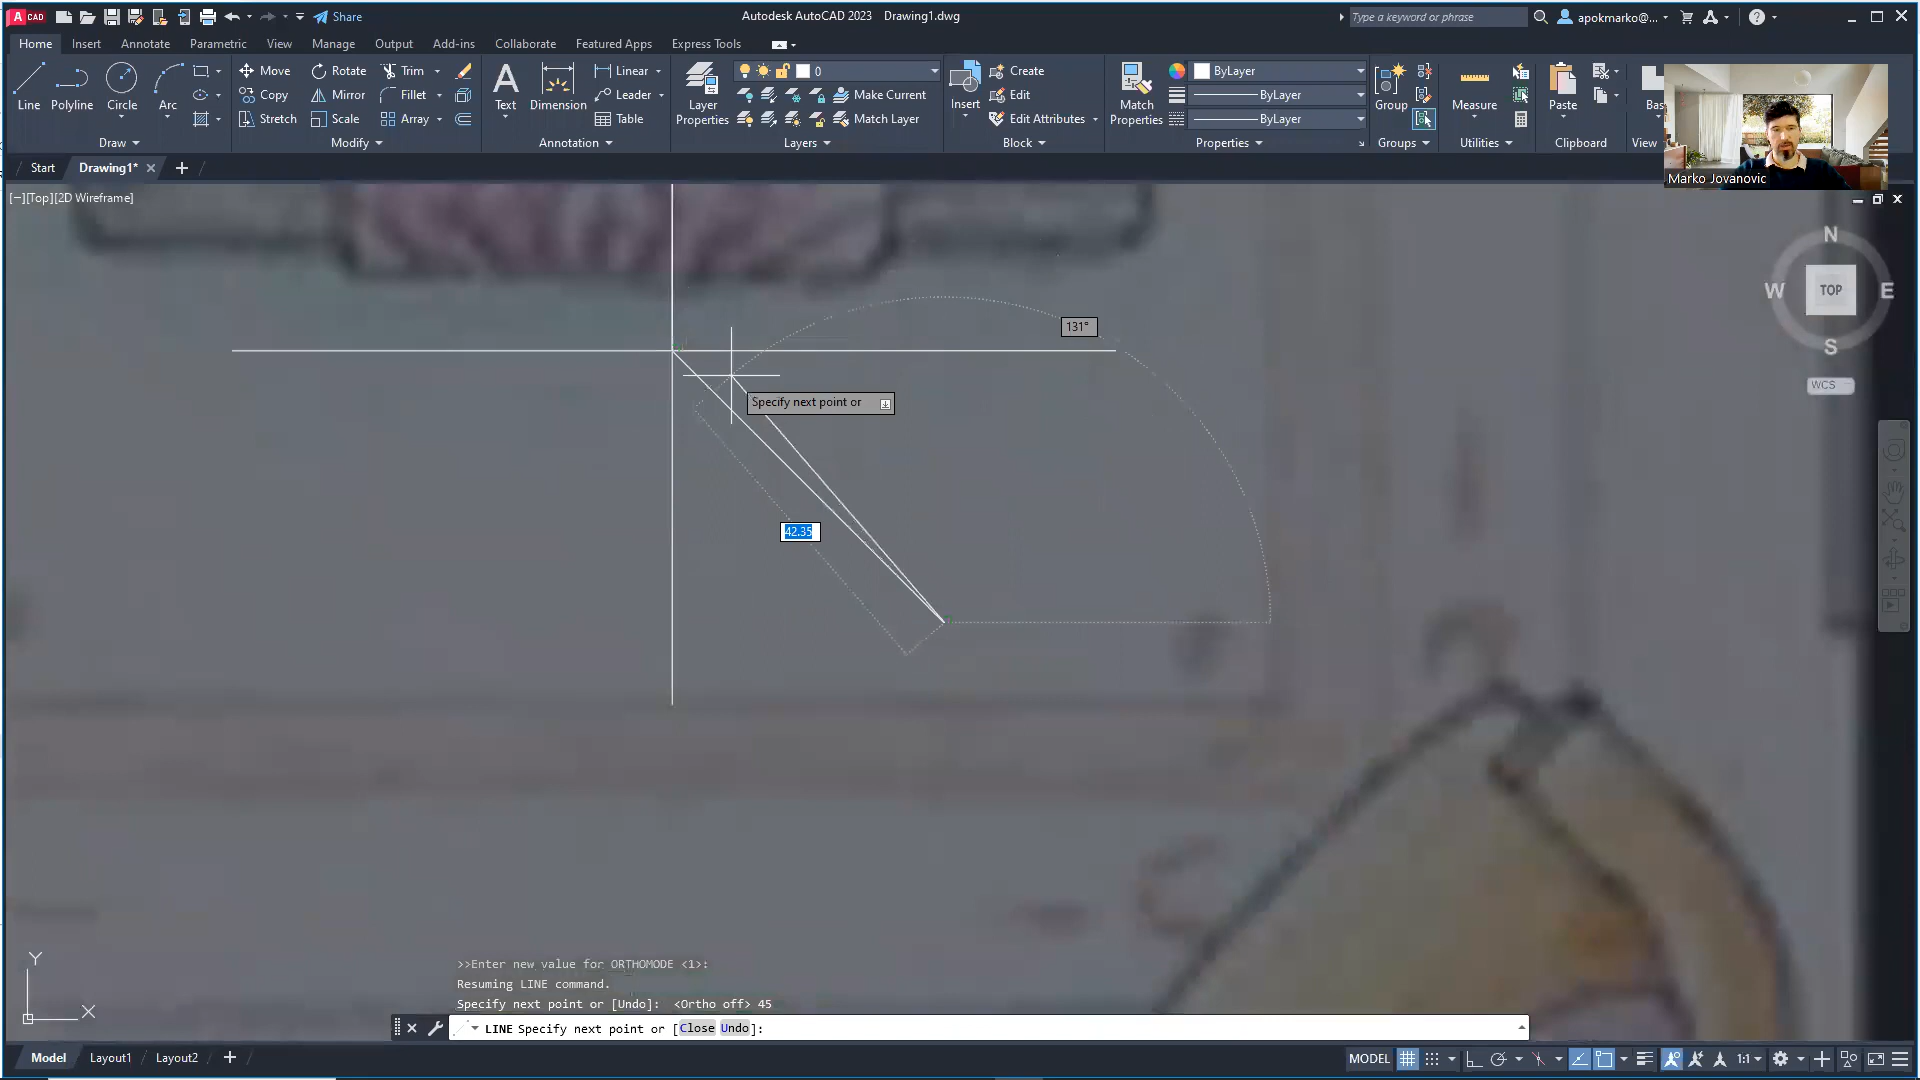 A CAD
Share
Autodesk AutoCAD 2023 Drawing1.dwg
Type a keyword or phrase
apokmarko@...
Home Insert Annotate Parametric View Manage Output Add-ins Collaborate Featured Apps Express Tools
Line Polyline Circle Arc
Move Rotate Trim
Copy Mirror Fillet
Stretch Scale Array
Text Dimension
Linear
Leader
Table
Layer Properties
0
Make Current
Match Layer
Insert
Create
Edit
Edit Attributes
Match Properties
ByLayer
ByLayer
ByLayer
Group
Measure
Paste
Bas
Draw Modify Annotation Layers Block Properties Groups Utilities Clipboard View
Marko Jovanovic
Start Drawing1*
[−][Top][2D Wireframe]
N
W TOP E
S
WCS
131°
Specify next point or
42.35
Y
X
>>Enter new value for ORTHOMODE <1>:
Resuming LINE command.
Specify next point or [Undo]: <Ortho off> 45
LINE Specify next point or [Close Undo]:
Model Layout1 Layout2
MODEL 1:1